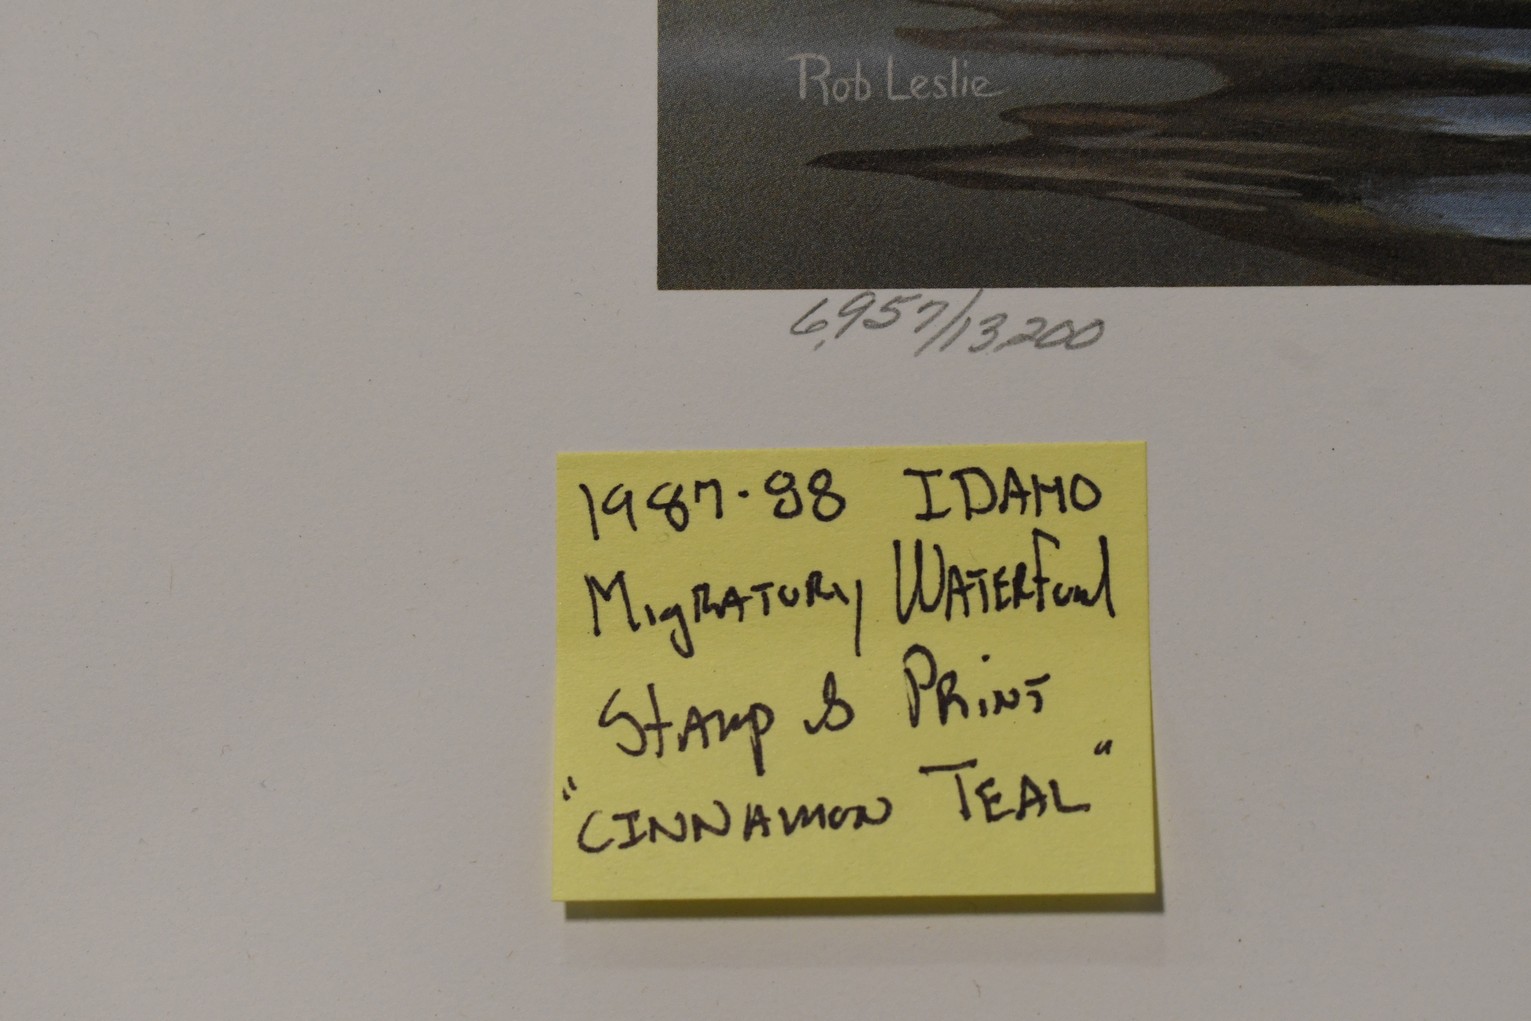 Rob Leslie
6,957/13,200
1987-88 IDAHO
MIGRATORY WATERFOWL
STAMP & PRINT
"CINNAMON TEAL"